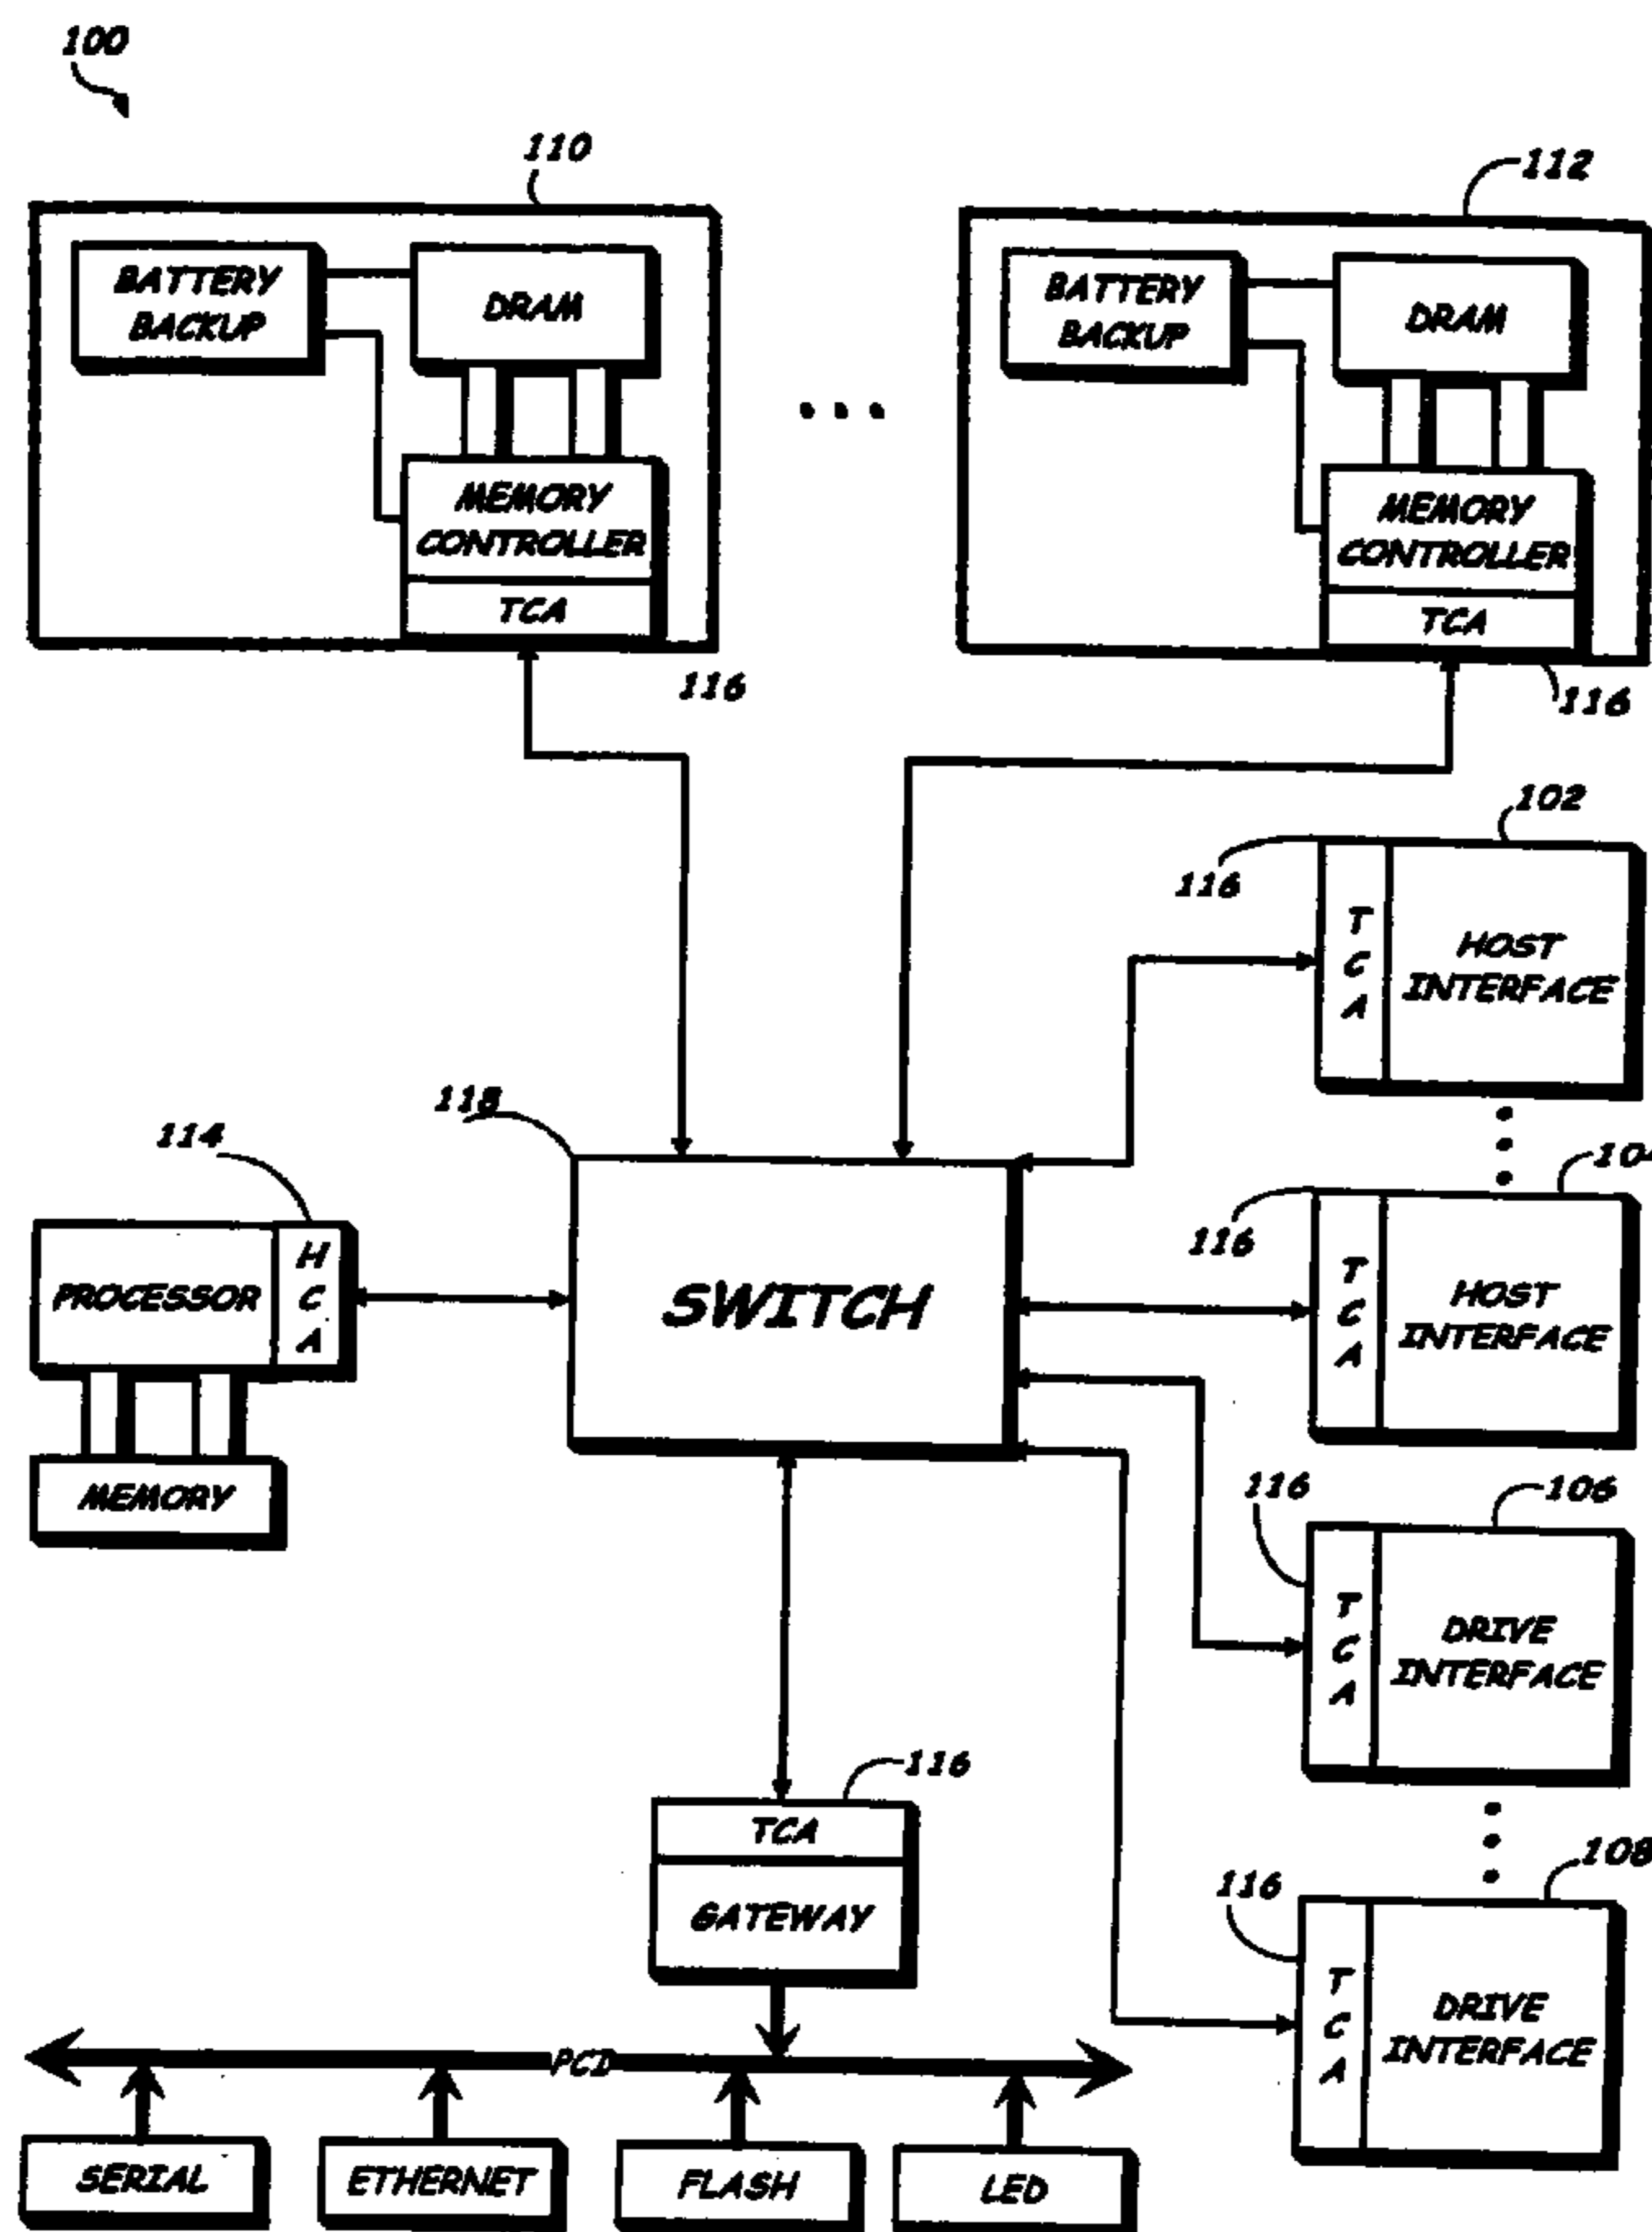 100
110
112
BATTERY
BACKUP
DRAM
MEMORY
CONTROLLER
TCA
116
BATTERY
BACKUP
DRAM
MEMORY
CONTROLLER
TCA
116
102
116
T
C
A
HOST
INTERFACE
118
114
PROCESSOR
H
C
A
MEMORY
SWITCH
104
116
T
C
A
HOST
INTERFACE
116
106
T
C
A
DRIVE
INTERFACE
116
TCA
GATEWAY
108
116
T
C
A
DRIVE
INTERFACE
PCI
SERIAL
ETHERNET
FLASH
LED